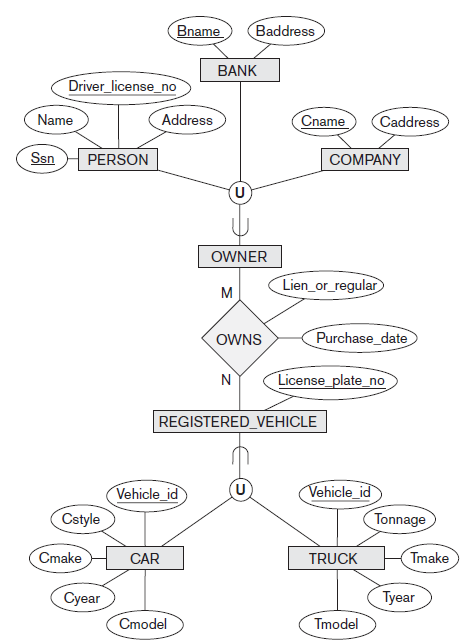 Bname
Baddress
BANK
Driver_license_no
Name
Address
Cname
Caddress
Ssn
PERSON
COMPANY
U
OWNER
M
Lien_or_regular
OWNS
Purchase_date
N
License_plate_no
REGISTERED_VEHICLE
U
Vehicle_id
Vehicle_id
Cstyle
Tonnage
Cmake
CAR
TRUCK
Tmake
Cyear
Tyear
Cmodel
Tmodel